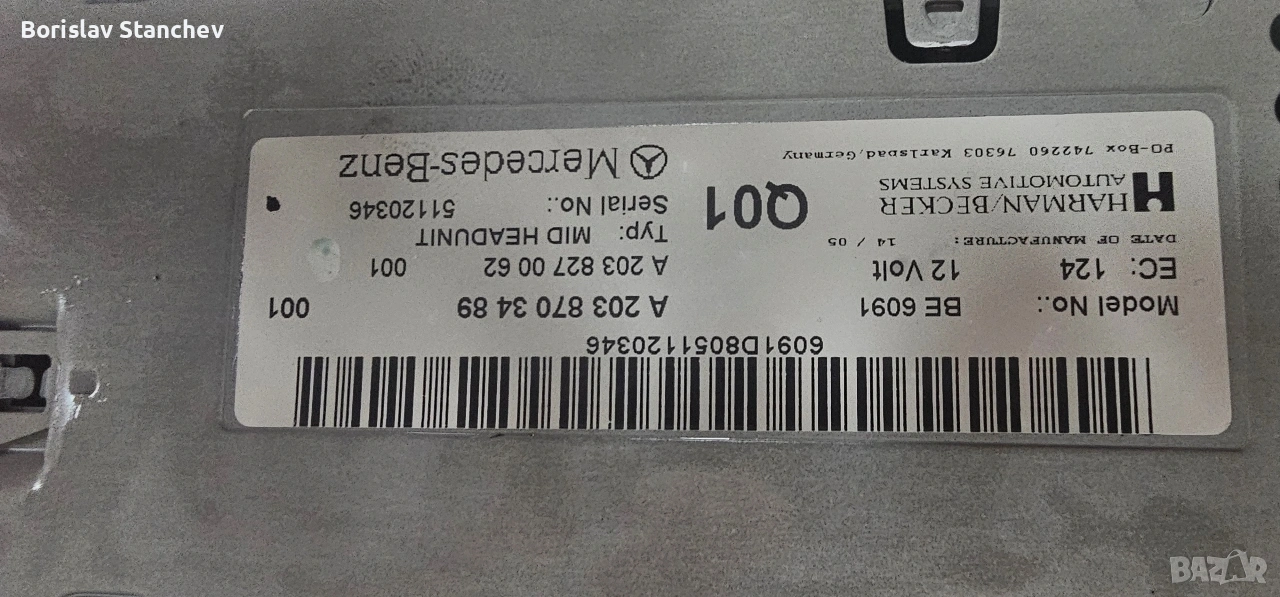 Borislav Stanchev
6091D8051120346
Model No.: BE 6091
EC: 124 12 Volt
DATE OF MANUFACTURE: 14 / 05
HARMAN/BECKER
AUTOMOTIVE SYSTEMS
PO-Box 742260 76303 Karlsbad,Germany
Q01
A 203 870 34 89 001
A 203 827 00 62 001
Typ: MID HEADUNIT
Serial No.: 51120346
Mercedes-Benz
BAZAR